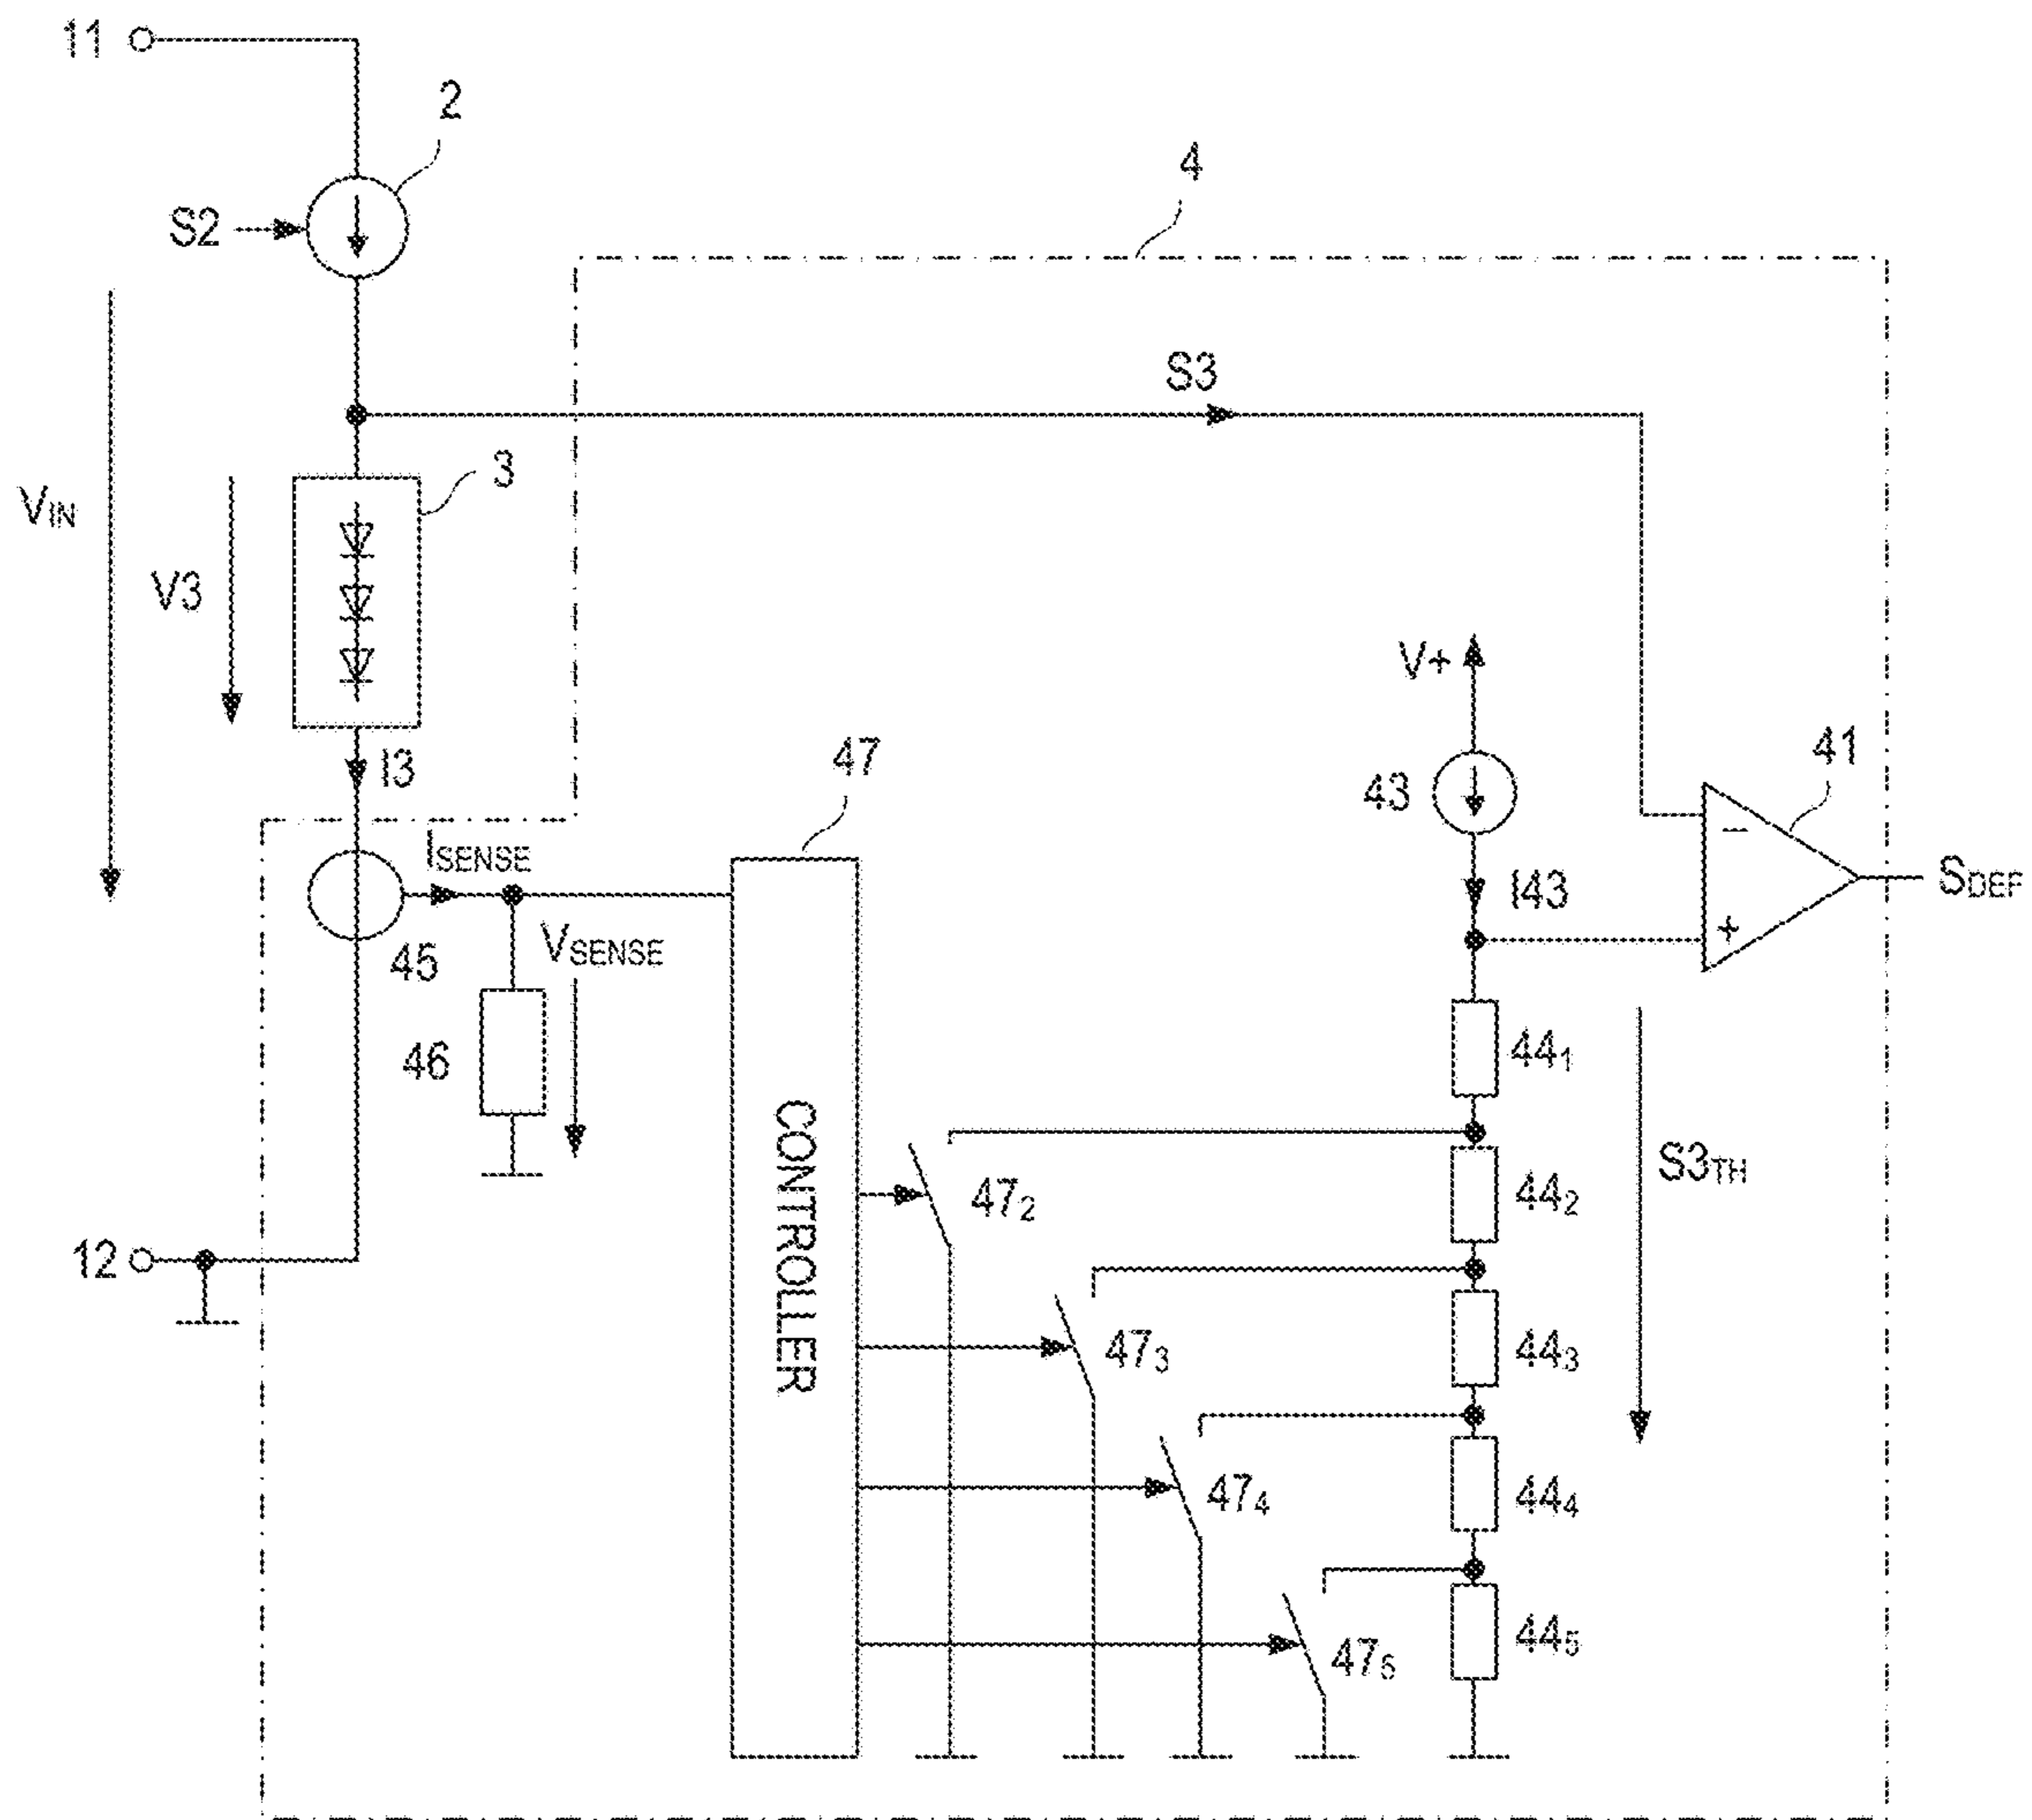 11
2
S2
4
S3
3
VIN
V3
V+
I3
47
43
41
ISENSE
I43
SDEF
−
+
45
VSENSE
46
44₁
CONTROLLER
47₂
44₂
S3TH
12
47₃
44₃
47₄
44₄
47₅
44₅